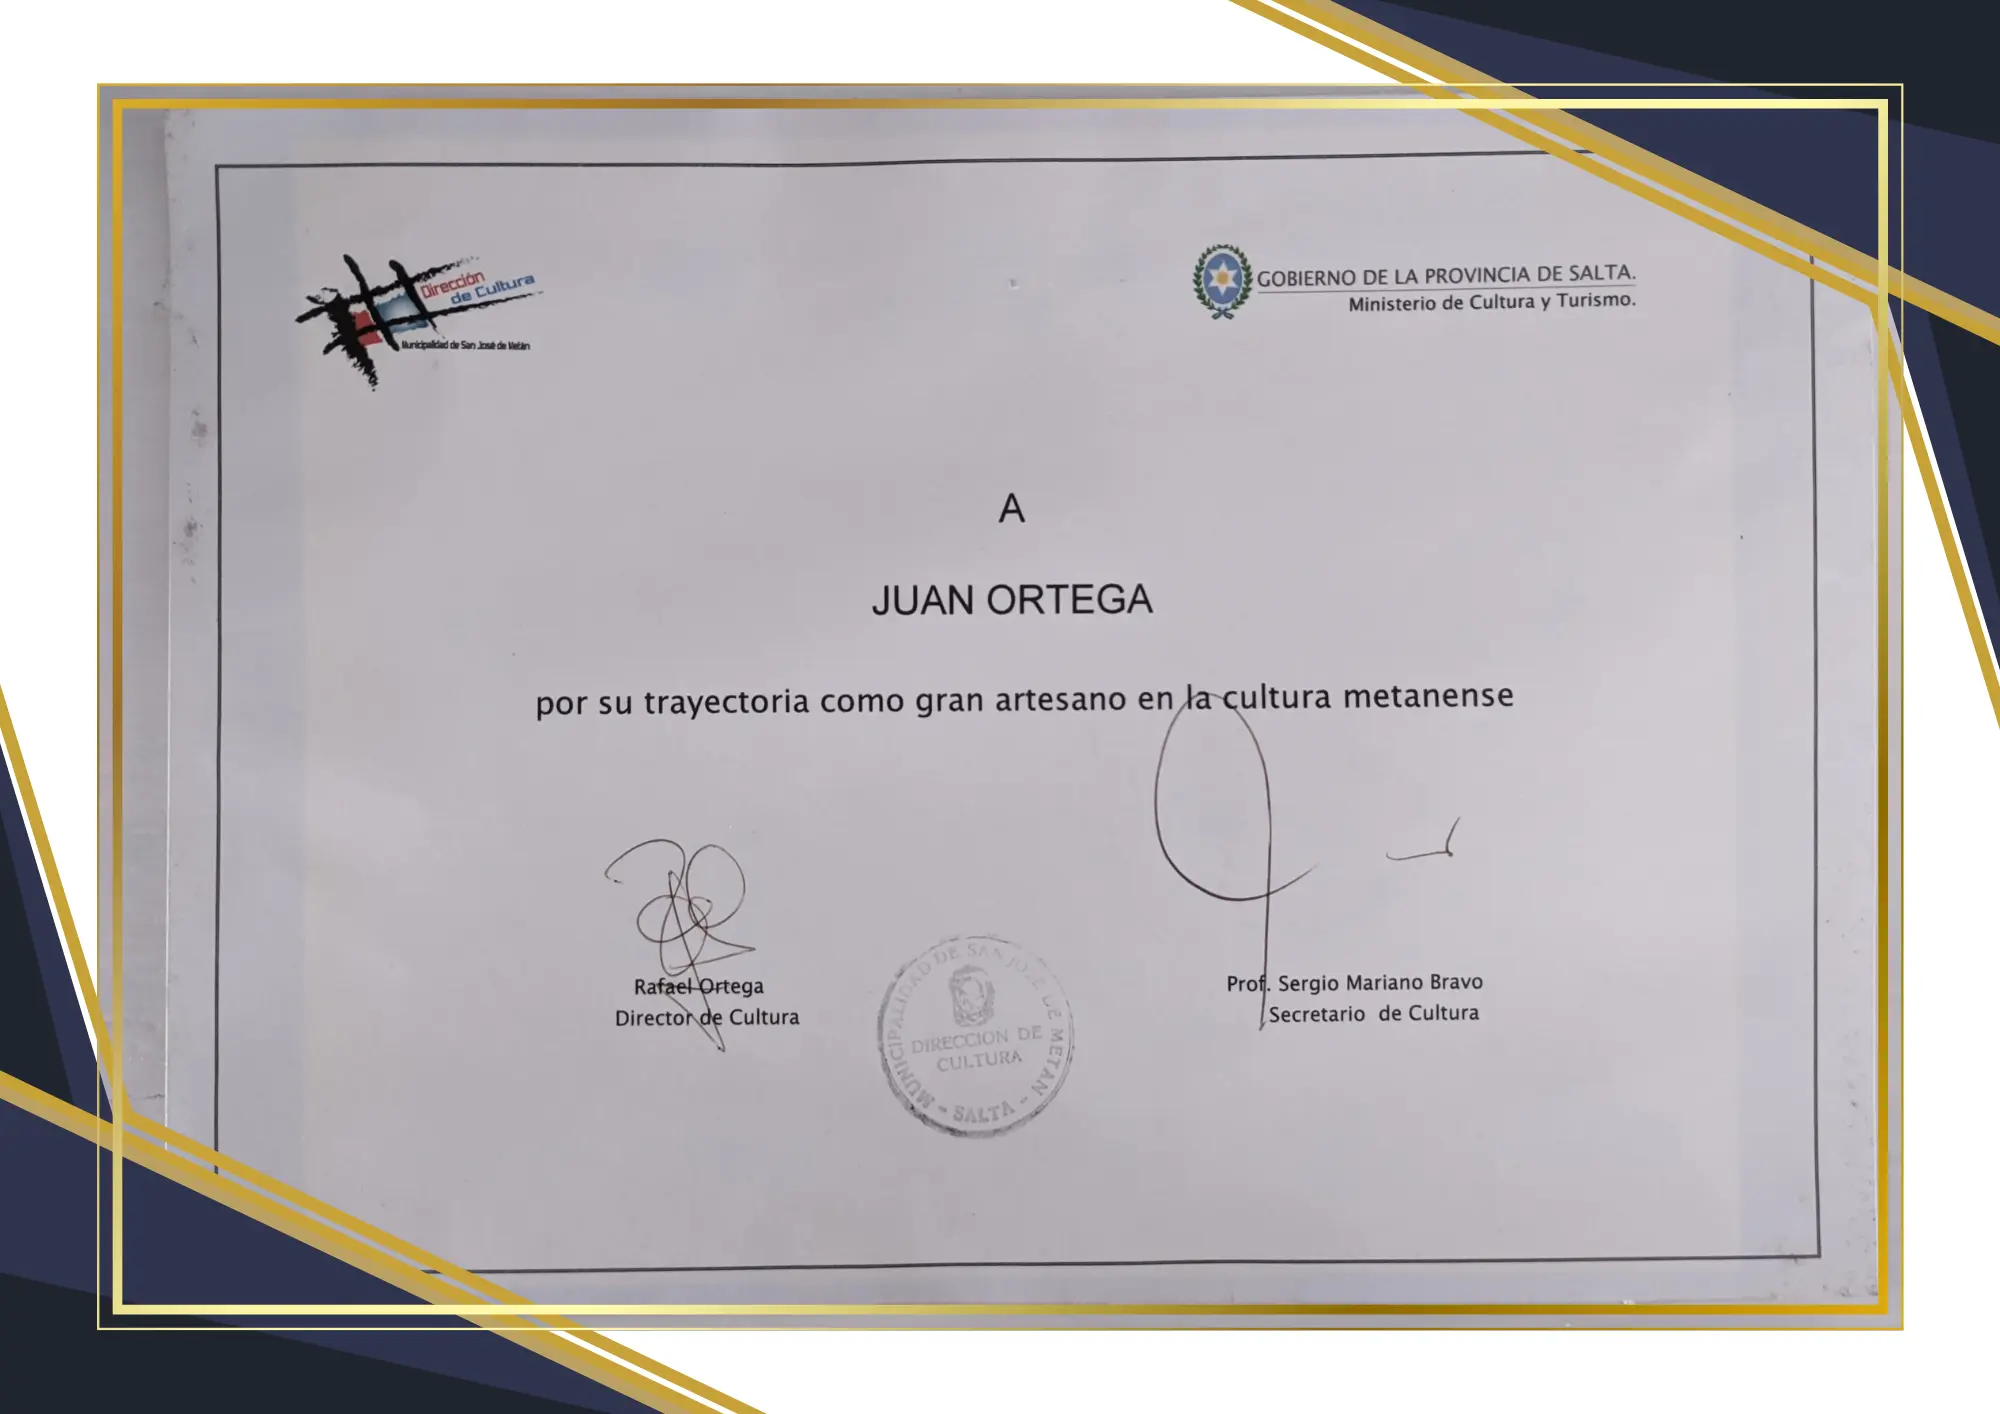 Dirección
de Cultura
Municipalidad de San José de Metán
GOBIERNO DE LA PROVINCIA DE SALTA.
Ministerio de Cultura y Turismo.
A
JUAN ORTEGA
por su trayectoria como gran artesano en la cultura metanense
Rafael Ortega
Director de Cultura
Prof. Sergio Mariano Bravo
Secretario de Cultura
MUNICIPALIDAD DE SAN JOSE DE METAN
DIRECCION DE
CULTURA
- SALTA -